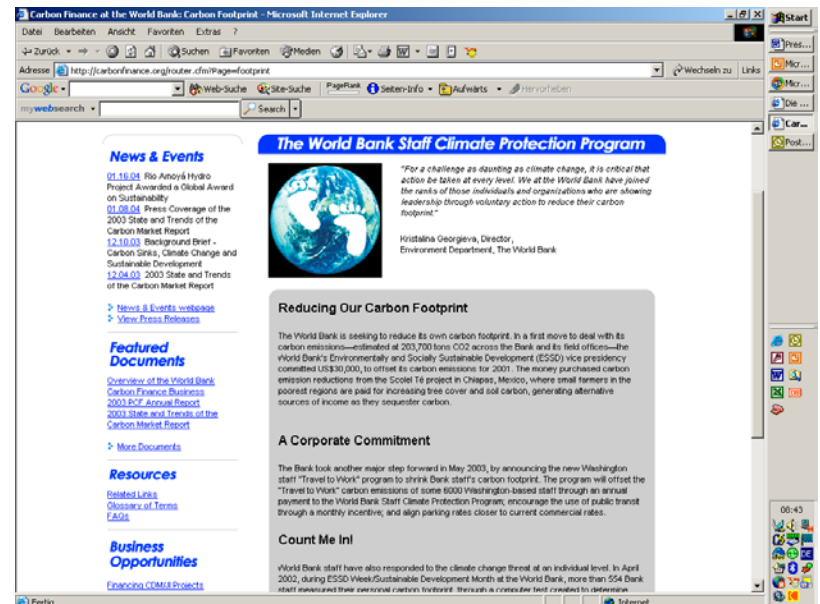 Carbon Finance at the World Bank: Carbon Footprint - Microsoft Internet Explorer
Datei Bearbeiten Ansicht Favoriten Extras ?
Zurück Suchen Favoriten Medien
Adresse http://carbonfinance.org/router.cfm?Page=footprint Wechseln zu Links
Google Web-Suche Site-Suche PageRank Seiten-Info Aufwärts Hervorheben
mywebsearch Search
Start
Pres...
Micr...
Micr...
Die ...
Car...
Post...
News & Events
01.16.04 Rio Amoyá Hydro
Project Awarded a Global Award
on Sustainability
01.08.04 Press Coverage of the
2003 State and Trends of the
Carbon Market Report
12.10.03 Background Brief -
Carbon Sinks, Climate Change and
Sustainable Development
12.04.03 2003 State and Trends
of the Carbon Market Report
News & Events webpage
View Press Releases
Featured
Documents
Overview of the World Bank
Carbon Finance Business
2003 PCF Annual Report
2003 State and Trends of the
Carbon Market Report
More Documents
Resources
Related Links
Glossary of Terms
FAQs
Business
Opportunities
Financing CDM/JI Projects
The World Bank Staff Climate Protection Program
"For a challenge as daunting as climate change, it is critical that
action be taken at every level. We at the World Bank have joined
the ranks of those individuals and organizations who are showing
leadership through voluntary action to reduce their carbon
footprint."
Kristalina Georgieva, Director,
Environment Department, The World Bank
Reducing Our Carbon Footprint
The World Bank is seeking to reduce its own carbon footprint. In a first move to deal with its
carbon emissions—estimated at 203,700 tons CO2 across the Bank and its field offices—the
World Bank's Environmentally and Socially Sustainable Development (ESSD) vice presidency
committed US$30,000, to offset its carbon emissions for 2001. The money purchased carbon
emission reductions from the Scolel Té project in Chiapas, Mexico, where small farmers in the
poorest regions are paid for increasing tree cover and soil carbon, generating alternative
sources of income as they sequester carbon.
A Corporate Commitment
The Bank took another major step forward in May 2003, by announcing the new Washington
staff "Travel to Work" program to shrink Bank staff's carbon footprint. The program will offset the
"Travel to Work" carbon emissions of some 6000 Washington-based staff through an annual
payment to the World Bank Staff Climate Protection Program; encourage the use of public transit
through a monthly incentive; and align parking rates closer to current commercial rates.
Count Me In!
World Bank staff have also responded to the climate change threat at an individual level. In April
2002, during ESSD Week/Sustainable Development Month at the World Bank, more than 554 Bank
staff measured their personal carbon footprint, through a computer test created to determine
08:43
DE
Fertig Internet